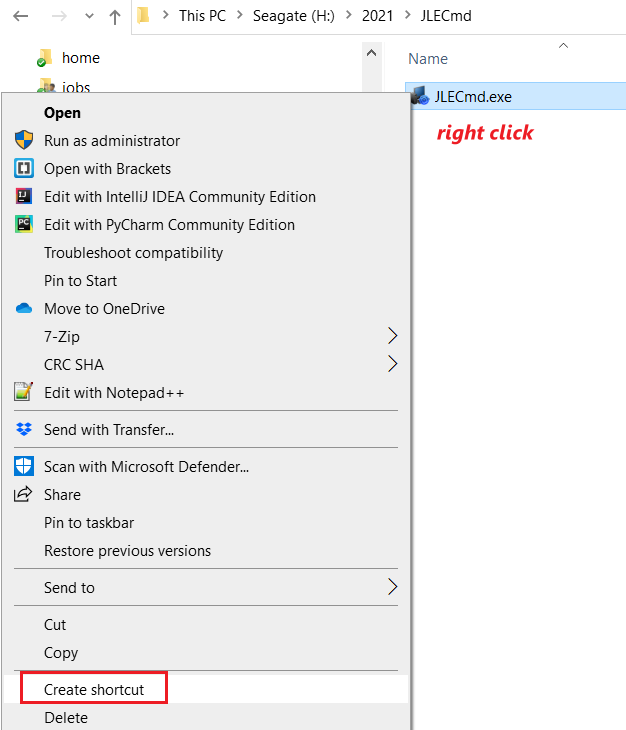 This PC > Seagate (H:) > 2021 > JLECmd
home
jobs
Name
JLECmd.exe
right click
Open
Run as administrator
Open with Brackets
Edit with IntelliJ IDEA Community Edition
Edit with PyCharm Community Edition
Troubleshoot compatibility
Pin to Start
Move to OneDrive
7-Zip
CRC SHA
Edit with Notepad++
Send with Transfer...
Scan with Microsoft Defender...
Share
Pin to taskbar
Restore previous versions
Send to
Cut
Copy
Create shortcut
Delete